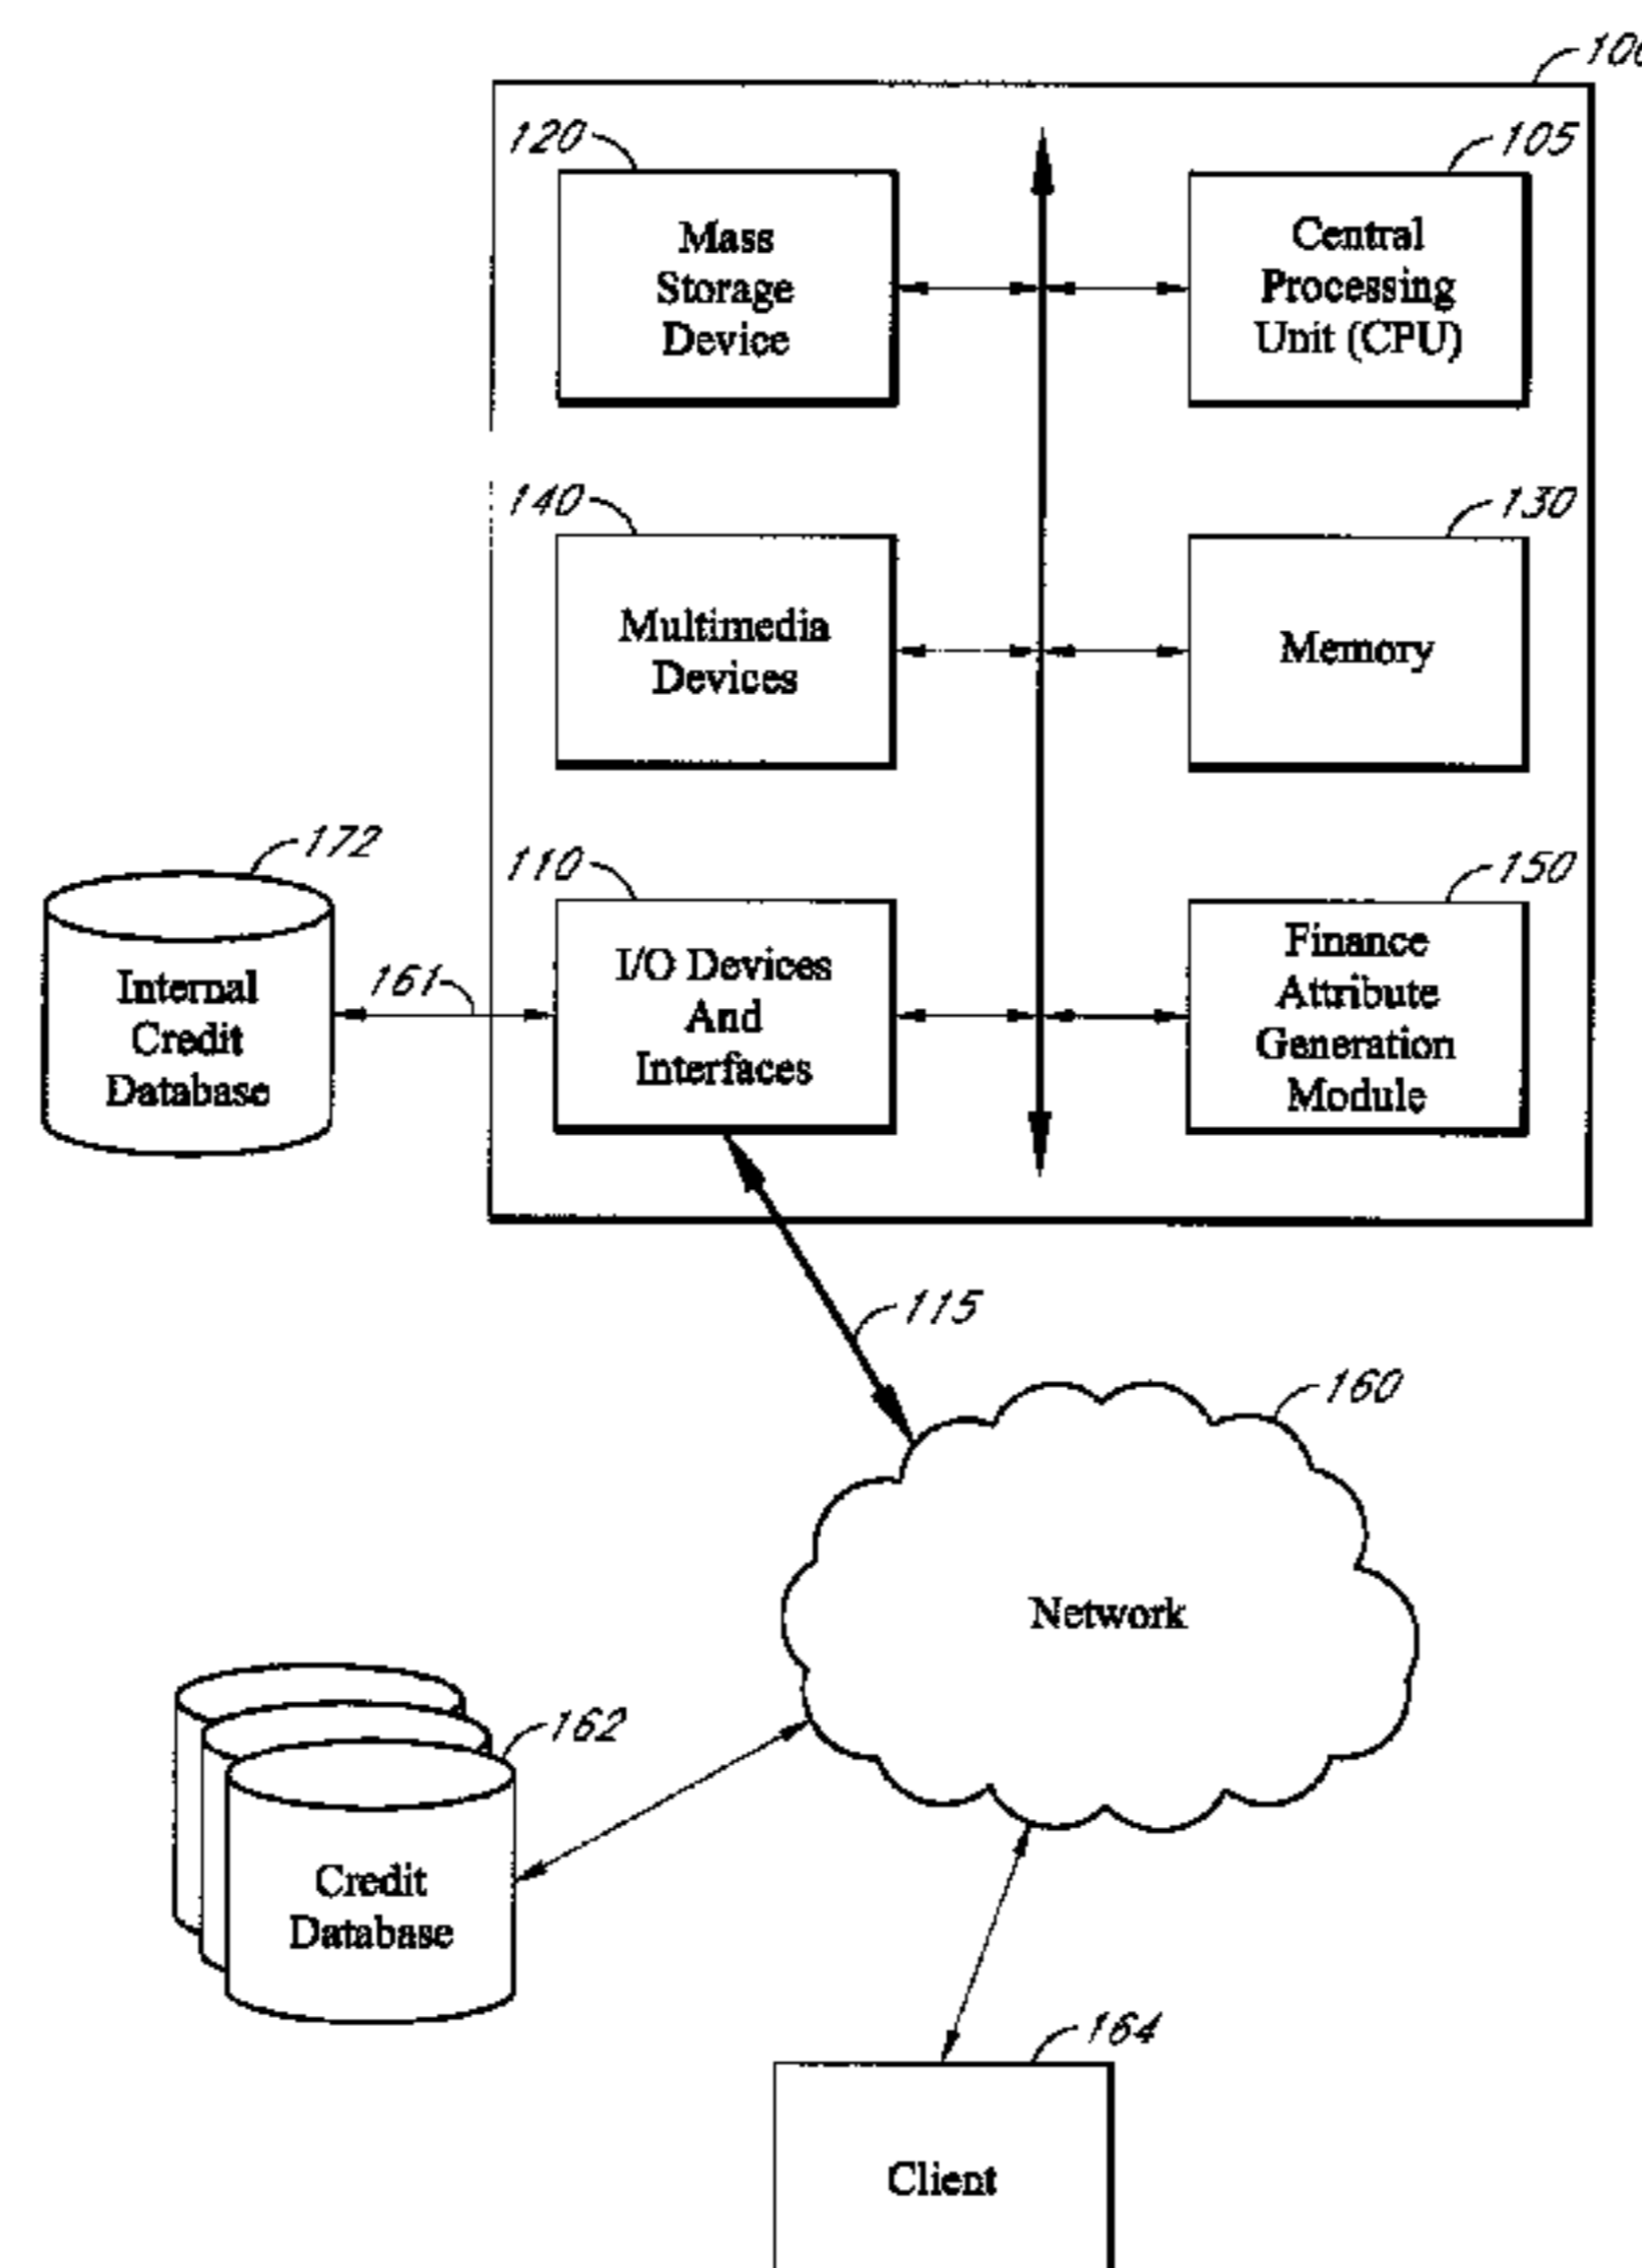 100
120
105
Mass
Storage
Device
Central
Processing
Unit (CPU)
140
130
Multimedia
Devices
Memory
172
110
150
Internal
Credit
Database
161
I/O Devices
And
Interfaces
Finance
Attribute
Generation
Module
115
160
Network
162
Credit
Database
164
Client